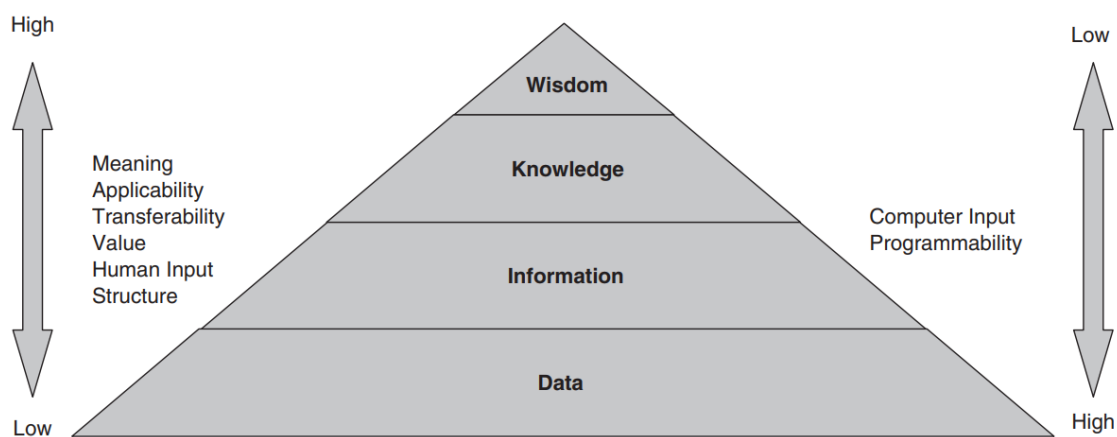 High
Low
Wisdom
Meaning
Applicability
Transferability
Value
Human Input
Structure
Knowledge
Computer Input
Programmability
Information
Data
Low
High